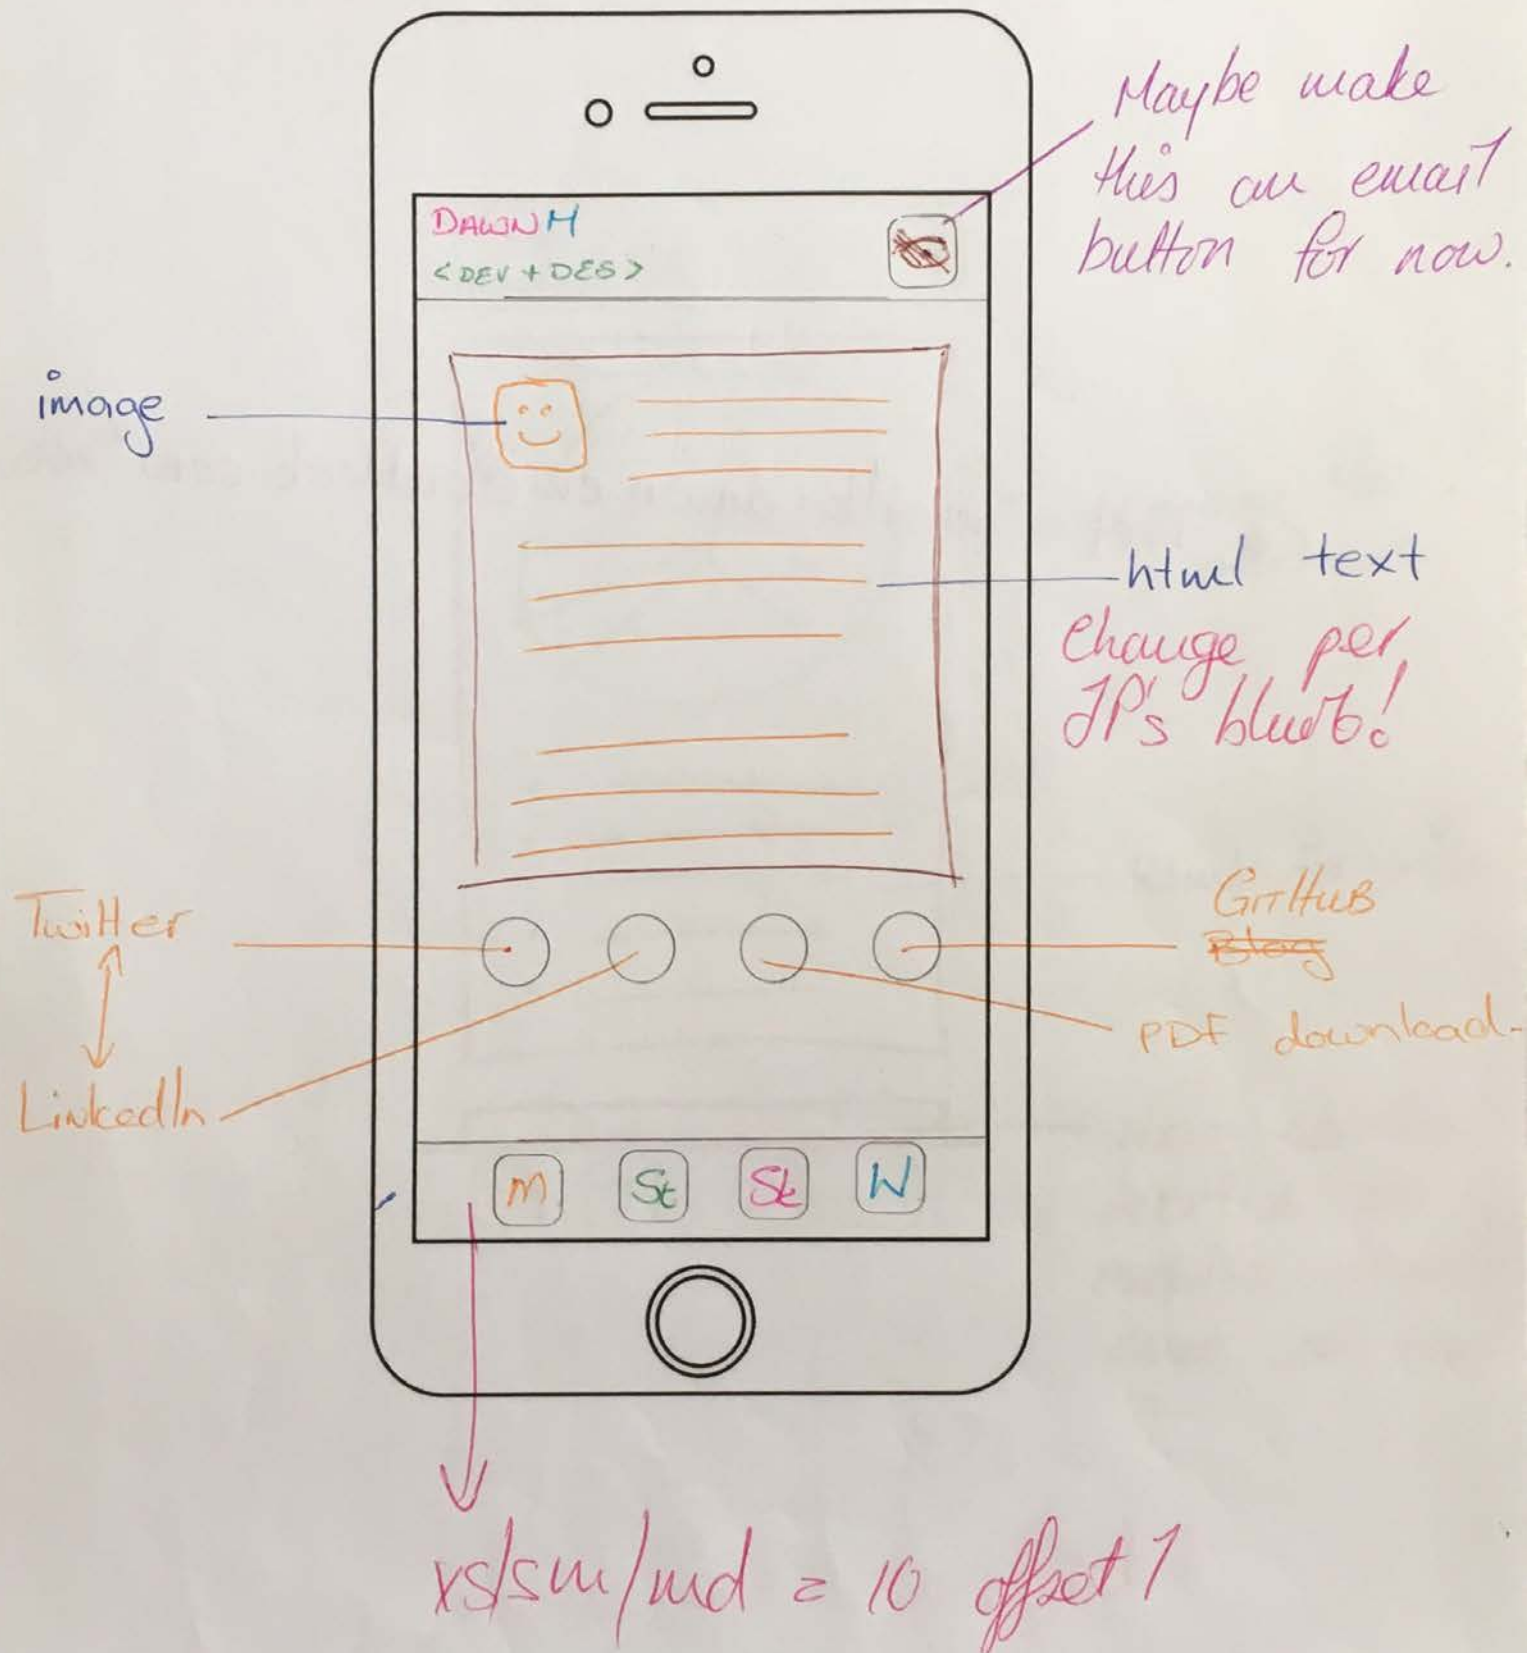 Maybe make
this an email
button for now.
DAWN M
<DEV + DES>
image
html text
Change per
JP's blurb!
Twitter
LinkedIn
GITHUB
Blog
PDF download.
M
St
Sk
W
xs/sm/md = 10 offset 1